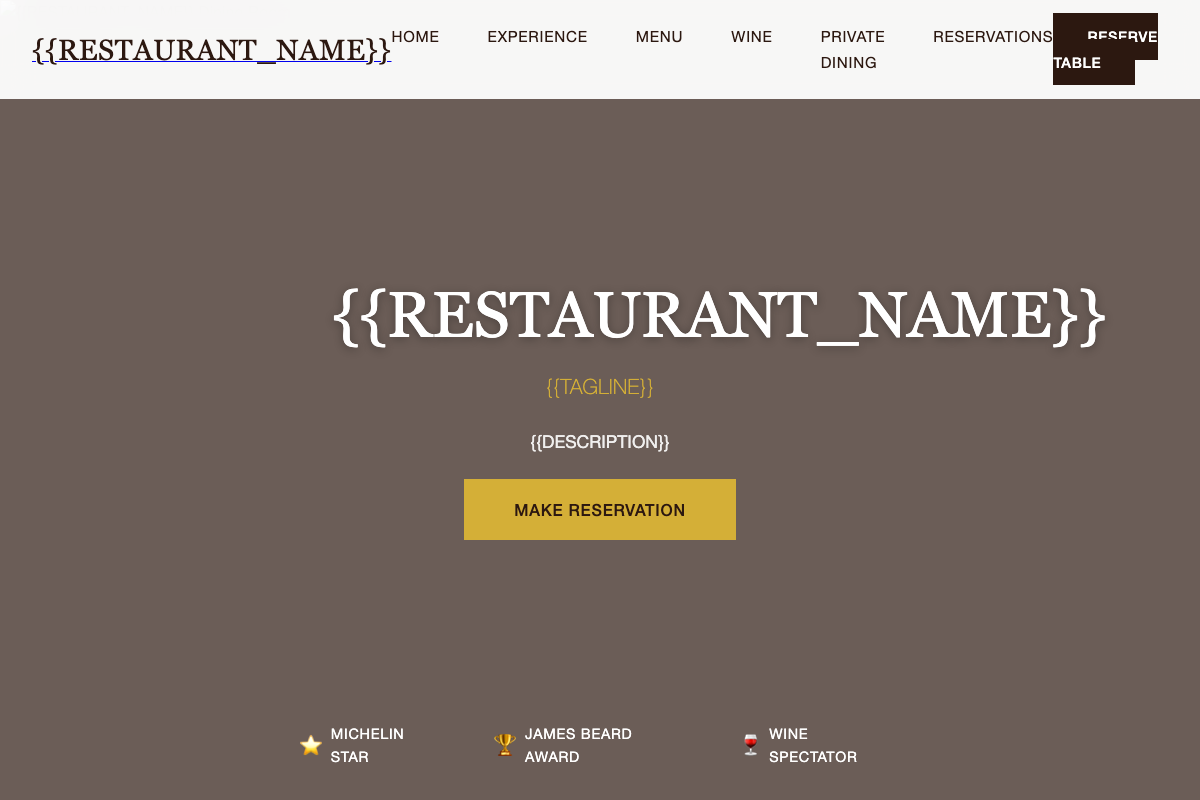 {{RESTAURANT_NAME}}
HOME
EXPERIENCE
MENU
WINE
PRIVATE
DINING
RESERVATIONS
RESERVE
TABLE
{{RESTAURANT_NAME}}
{{TAGLINE}}
{{DESCRIPTION}}
MAKE RESERVATION
MICHELIN
STAR
JAMES BEARD
AWARD
WINE
SPECTATOR